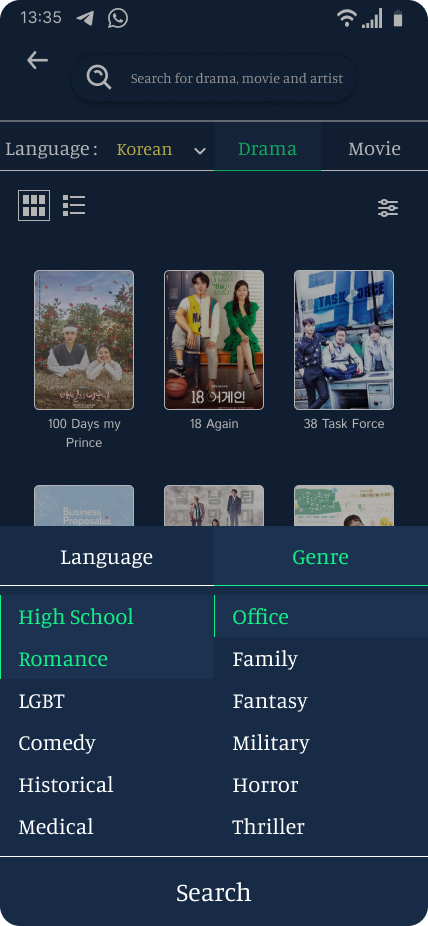 13:35
Search for drama, movie and artist
Language : Korean Drama Movie
18 어게인
38 TASK FORCE
100 Days my
Prince
18 Again
38 Task Force
Business
Proposales
Language Genre
High School Office
Romance Family
LGBT Fantasy
Comedy Military
Historical Horror
Medical Thriller
Search